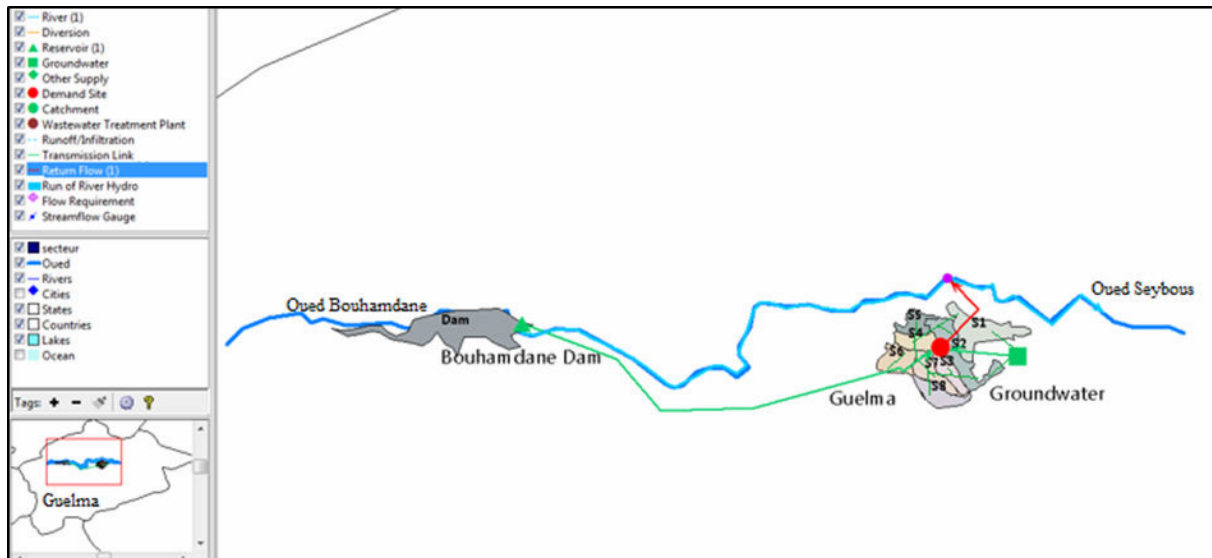 River (1)
Diversion
Reservoir (1)
Groundwater
Other Supply
Demand Site
Catchment
Wastewater Treatment Plant
Runoff/Infiltration
Transmission Link
Return Flow (1)
Run of River Hydro
Flow Requirement
Streamflow Gauge
secteur
Oued
Rivers
Cities
States
Countries
Lakes
Ocean
Tags:
Guelma
Oued Bouhamdane
Dam
Bouhamdane Dam
Oued Seybous
S5
S1
S4
S2
S6
S7
S3
S8
Guelma
Groundwater